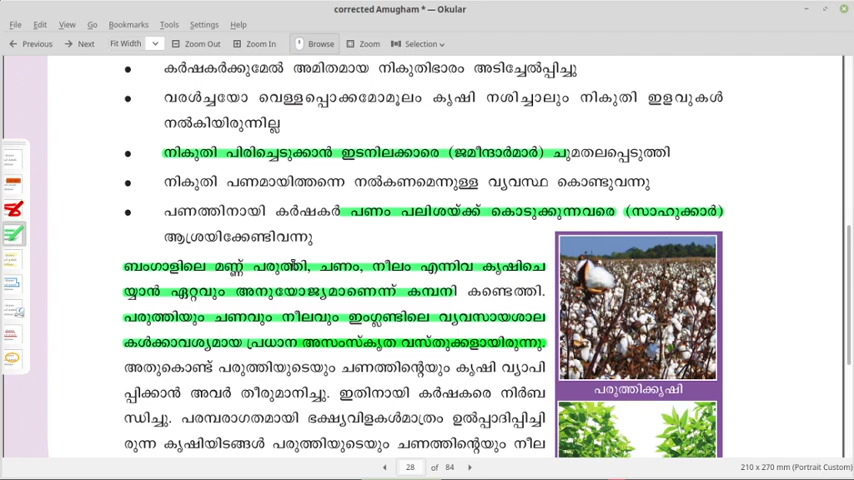 corrected Amugham * — Okular
File Edit View Go Bookmarks Tools Settings Help
Previous Next Fit Width Zoom Out Zoom In Browse Zoom Selection
• കർഷകർക്കുമേൽ അമിതമായ നികുതിഭാരം അടിച്ചേൽപ്പിച്ചു
• വരൾച്ചയോ വെള്ളപ്പൊക്കമോമൂലം കൃഷി നശിച്ചാലും നികുതി ഇളവുകൾ
നൽകിയിരുന്നില്ല
• നികുതി പിരിച്ചെടുക്കാൻ ഇടനിലക്കാരെ (ജമീന്ദാർമാർ) ചുമതലപ്പെടുത്തി
• നികുതി പണമായിത്തന്നെ നൽകണമെന്നുള്ള വ്യവസ്ഥ കൊണ്ടുവന്നു
• പണത്തിനായി കർഷകർ പണം പലിശയ്ക്ക് കൊടുക്കുന്നവരെ (സാഹുക്കാർ)
ആശ്രയിക്കേണ്ടിവന്നു
ബംഗാളിലെ മണ്ണ് പരുത്തി, ചണം, നീലം എന്നിവ കൃഷിചെ
യ്യാൻ ഏറ്റവും അനുയോജ്യമാണെന്ന് കമ്പനി കണ്ടെത്തി.
പരുത്തിയും ചണവും നീലവും ഇംഗ്ലണ്ടിലെ വ്യവസായശാല
കൾക്കാവശ്യമായ പ്രധാന അസംസ്കൃത വസ്തുക്കളായിരുന്നു.
അതുകൊണ്ട് പരുത്തിയുടെയും ചണത്തിന്റെയും കൃഷി വ്യാപി
പ്പിക്കാൻ അവർ തീരുമാനിച്ചു. ഇതിനായി കർഷകരെ നിർബ
ന്ധിച്ചു. പരമ്പരാഗതമായി ഭക്ഷ്യവിളകൾമാത്രം ഉൽപ്പാദിപ്പിച്ചി
രുന്ന കൃഷിയിടങ്ങൾ പരുത്തിയുടെയും ചണത്തിന്റെയും നീല
പരുത്തിക്കൃഷി
28 of 84
210 x 270 mm (Portrait Custom)